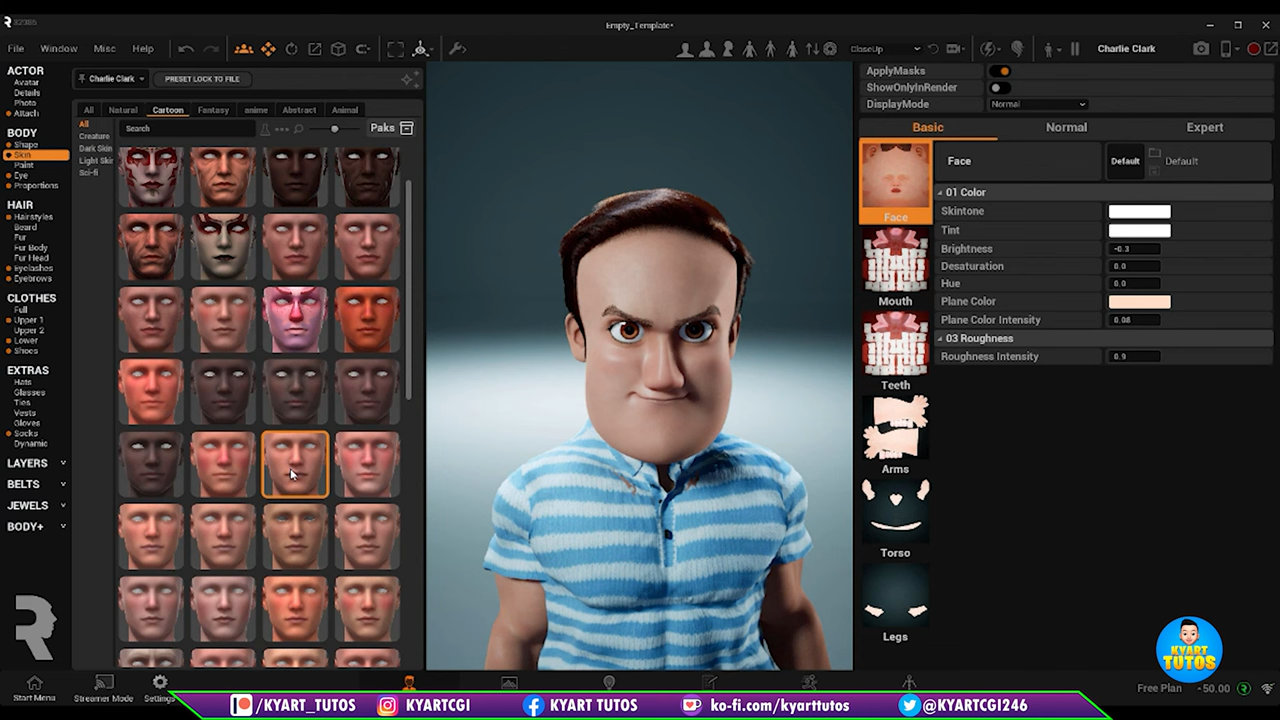 82985
Empty_Template*
File Window Misc Help
CloseUp
Charlie Clark
ACTOR
Avatar
Details
Photo
Attach
BODY
Shape
Skin
Paint
Eye
Proportions
HAIR
Hairstyles
Beard
Fur
Fur Body
Fur Head
Eyelashes
Eyebrows
CLOTHES
Full
Upper 1
Upper 2
Lower
Shoes
EXTRAS
Hats
Glasses
Ties
Vests
Gloves
Socks
Dynamic
LAYERS
BELTS
JEWELS
BODY+
Charlie Clark
PRESET LOCK TO FILE
All Natural Cartoon Fantasy anime Abstract Animal
All
Creature
Dark Skin
Light Skin
Sci-fi
Search
Paks
ApplyMasks
ShowOnlyInRender
DisplayMode Normal
Basic Normal Expert
Face
Mouth
Teeth
Arms
Torso
Legs
Face Default Default
01 Color
Skintone
Tint
Brightness -0.3
Desaturation 0.0
Hue 0.0
Plane Color
Plane Color Intensity 0.08
03 Roughness
Roughness Intensity 0.9
KYART
TUTOS
Start Menu Streamer Mode Settings
Free Plan -50.00
/KYART_TUTOS KYARTCGI KYART TUTOS ko-fi.com/kyarttutos @KYARTCGI246